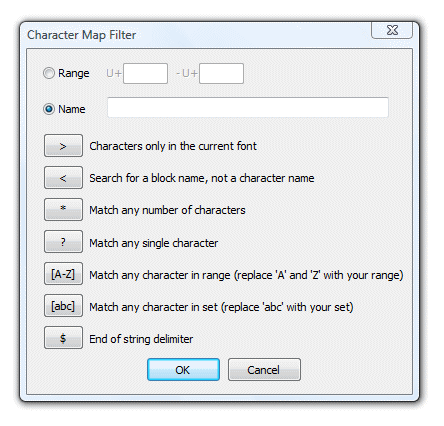 Character Map Filter
Range U+ - U+
Name
> Characters only in the current font
< Search for a block name, not a character name
* Match any number of characters
? Match any single character
[A-Z] Match any character in range (replace 'A' and 'Z' with your range)
[abc] Match any character in set (replace 'abc' with your set)
$ End of string delimiter
OK Cancel